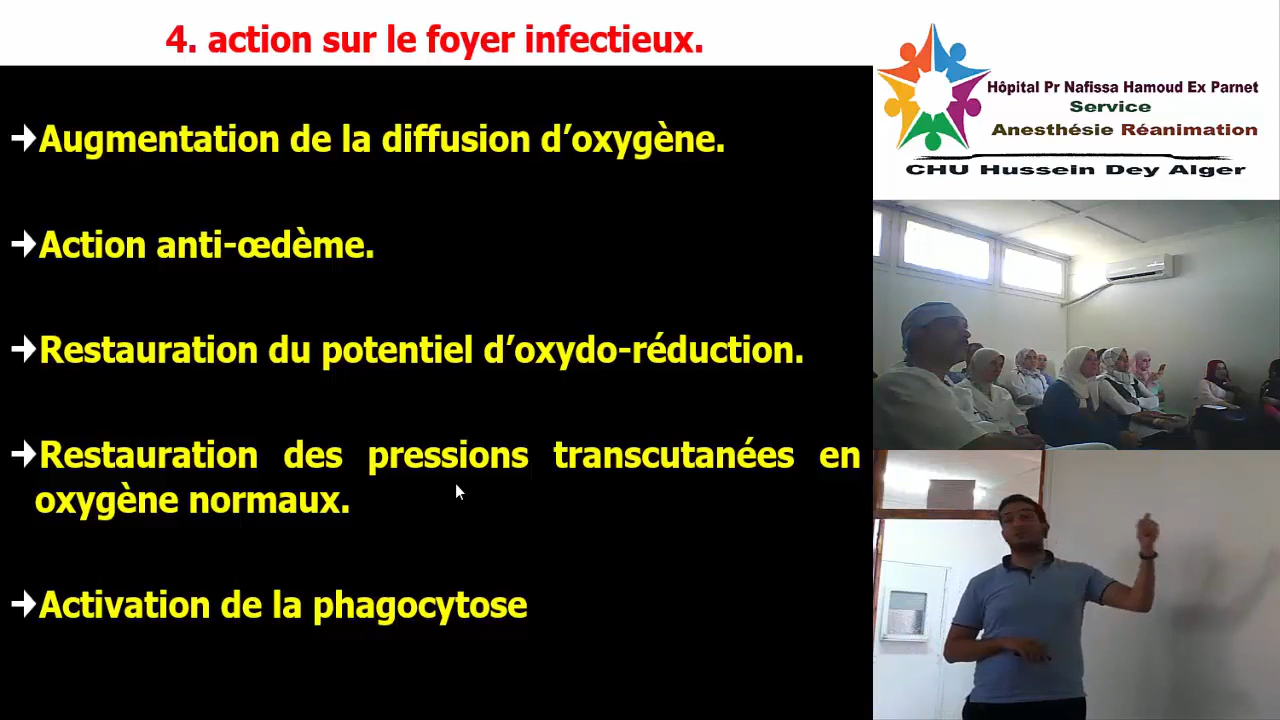 4. action sur le foyer infectieux.
Augmentation de la diffusion d’oxygène.
Action anti-œdème.
Restauration du potentiel d’oxydo-réduction.
Restauration des pressions transcutanées en
oxygène normaux.
Activation de la phagocytose
Hôpital Pr Nafissa Hamoud Ex Parnet
Service
Anesthésie Réanimation
CHU Hussein Dey Alger